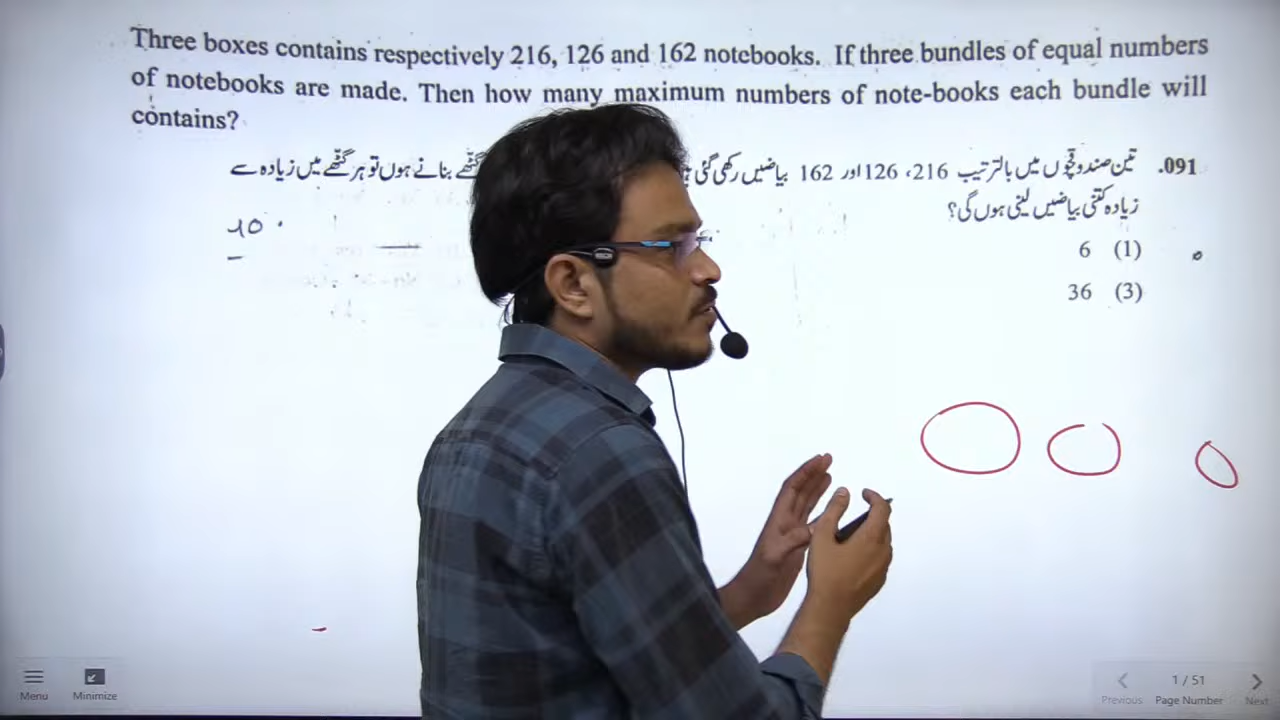 Three boxes contains respectively 216, 126 and 162 notebooks. If three bundles of equal numbers
of notebooks are made. Then how many maximum numbers of note-books each bundle will
contains?
.091 تین صندوقچوں میں بالترتیب 216، 126 اور 162 بیاضیں رکھی گئی گٹھے بنانے ہوں تو ہر گٹھے میں زیادہ سے
زیادہ کتنی بیاضیں لینی ہوں گی؟
(1) 6
(3) 36
Menu
Minimize
1 / 51
Previous Page Number Next